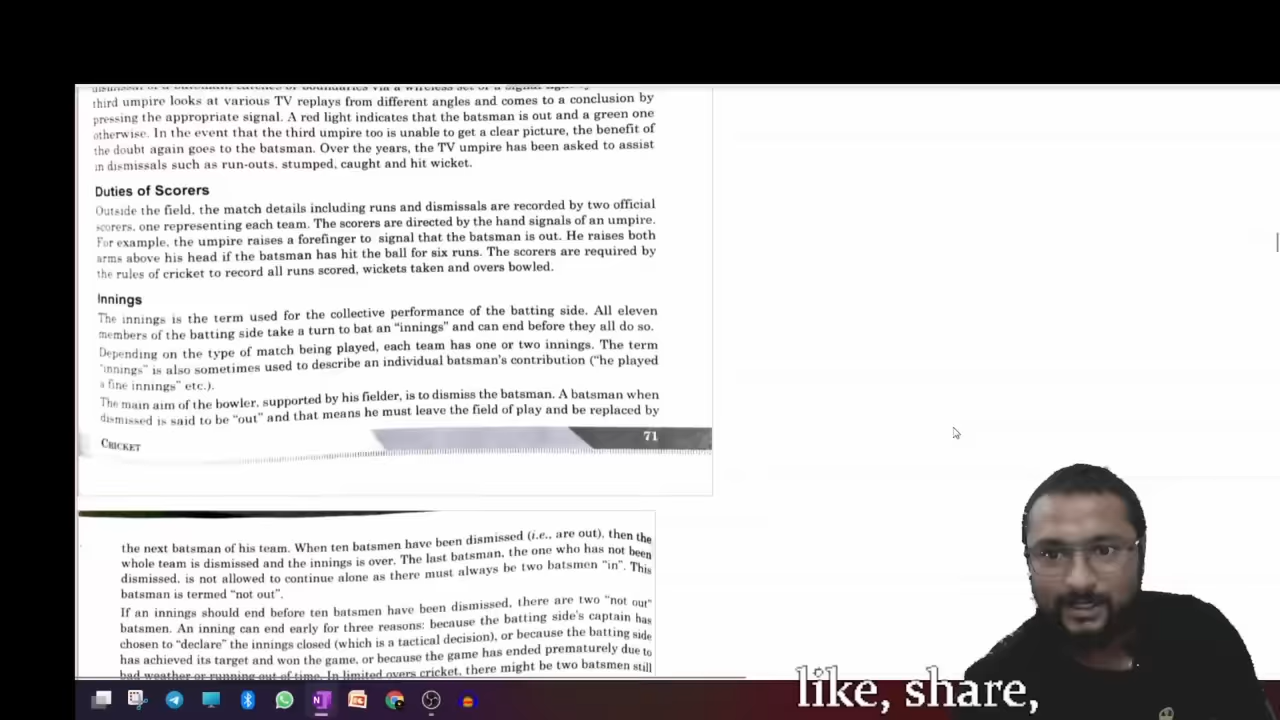 third umpire looks at various TV replays from different angles and comes to a conclusion by
pressing the appropriate signal. A red light indicates that the batsman is out and a green one
otherwise. In the event that the third umpire too is unable to get a clear picture, the benefit of
the doubt again goes to the batsman. Over the years, the TV umpire has been asked to assist
in dismissals such as run-outs, stumped, caught and hit wicket.
Duties of Scorers
Outside the field, the match details including runs and dismissals are recorded by two official
scorers, one representing each team. The scorers are directed by the hand signals of an umpire.
For example, the umpire raises a forefinger to signal that the batsman is out. He raises both
arms above his head if the batsman has hit the ball for six runs. The scorers are required by
the rules of cricket to record all runs scored, wickets taken and overs bowled.
Innings
The innings is the term used for the collective performance of the batting side. All eleven
members of the batting side take a turn to bat an “innings” and can end before they all do so.
Depending on the type of match being played, each team has one or two innings. The term
“innings” is also sometimes used to describe an individual batsman's contribution (“he played
a fine innings” etc.).
The main aim of the bowler, supported by his fielder, is to dismiss the batsman. A batsman when
dismissed is said to be “out” and that means he must leave the field of play and be replaced by
CRICKET 71
the next batsman of his team. When ten batsmen have been dismissed (i.e., are out), then the
whole team is dismissed and the innings is over. The last batsman, the one who has not been
dismissed, is not allowed to continue alone as there must always be two batsmen “in”. This
batsman is termed “not out”.
If an innings should end before ten batsmen have been dismissed, there are two “not out”
batsmen. An inning can end early for three reasons: because the batting side's captain has
chosen to “declare” the innings closed (which is a tactical decision), or because the batting side
has achieved its target and won the game, or because the game has ended prematurely due to
bad weather or running out of time. In limited overs cricket, there might be two batsmen still
like, share,